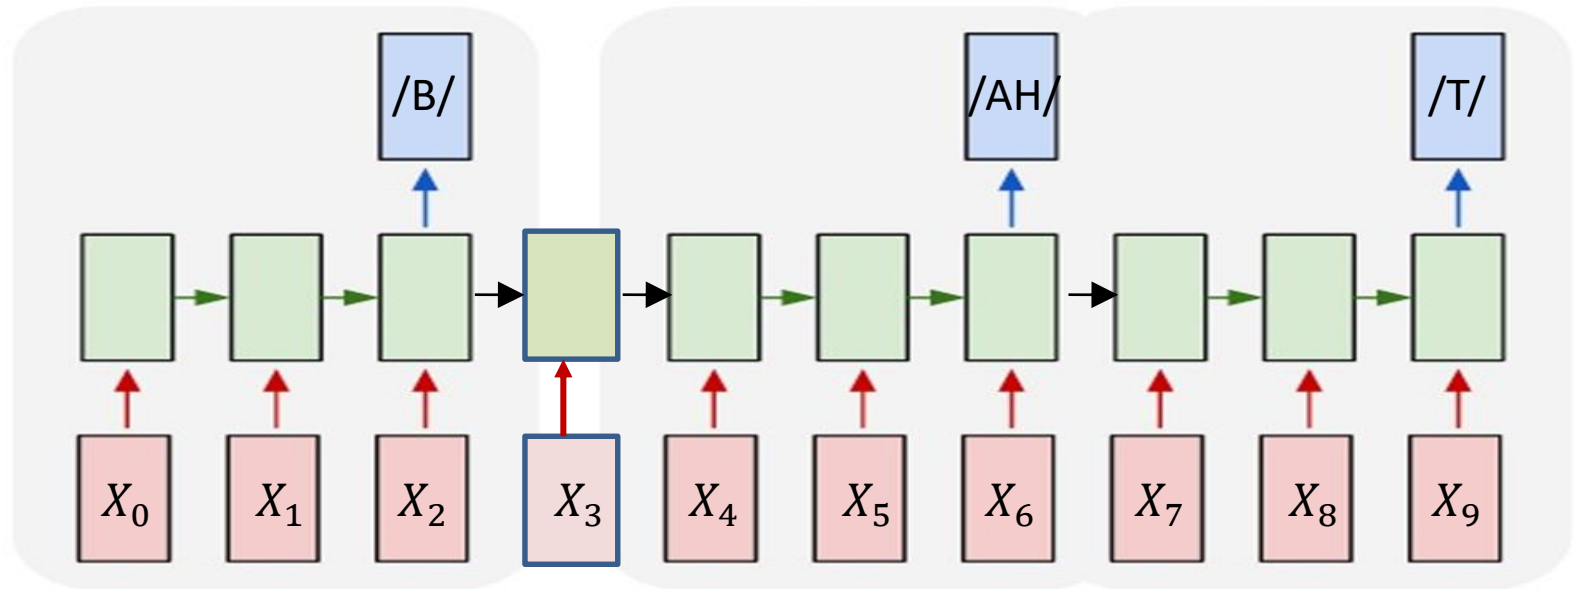 /B/ /AH/ /T/
X₀ X₁ X₂ X₃ X₄ X₅ X₆ X₇ X₈ X₉